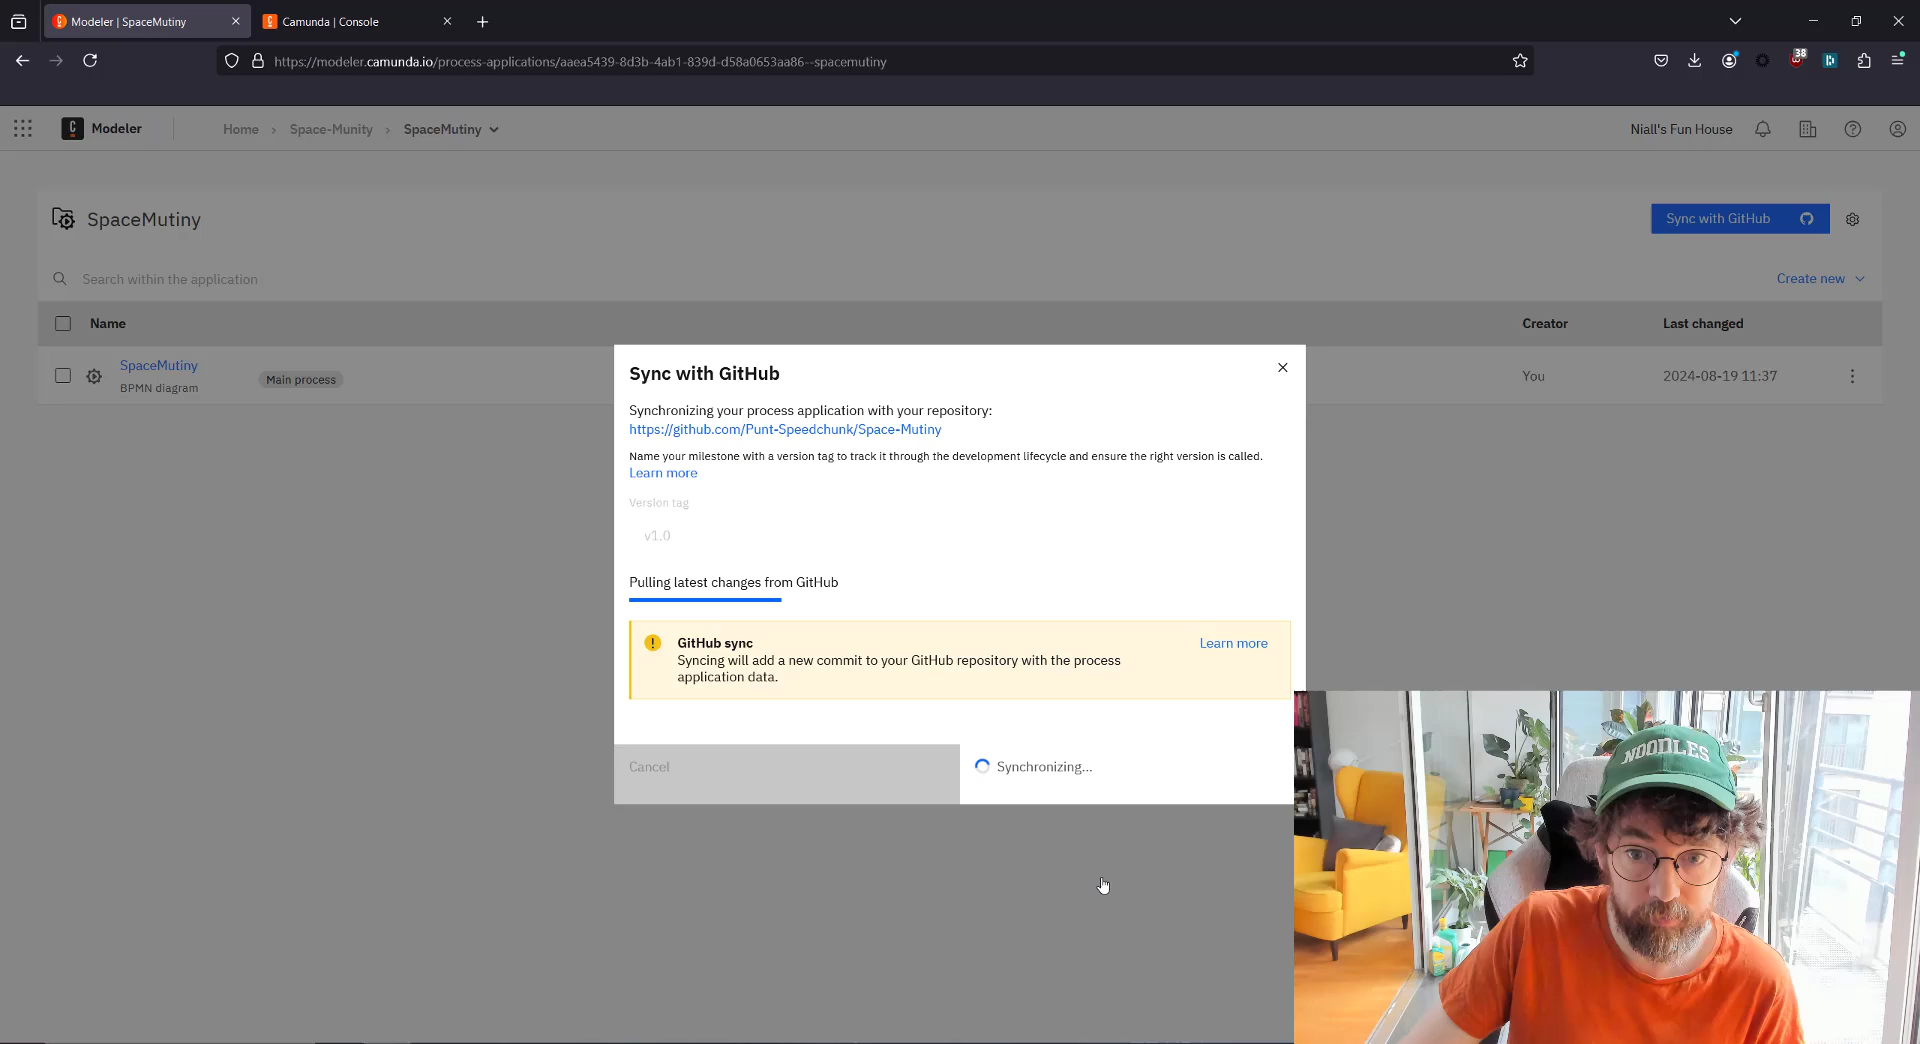 Modeler | SpaceMutiny
Camunda | Console
https://modeler.camunda.io/process-applications/aaea5439-8d3b-4ab1-839d-d58a0653aa86--spacemutiny
38
Modeler
Home
Space-Munity
SpaceMutiny
Niall's Fun House
SpaceMutiny
Sync with GitHub
Search within the application
Create new
Name
Creator
Last changed
SpaceMutiny
BPMN diagram
Main process
You
2024-08-19 11:37
Sync with GitHub
Synchronizing your process application with your repository:
https://github.com/Punt-Speedchunk/Space-Mutiny
Name your milestone with a version tag to track it through the development lifecycle and ensure the right version is called.
Learn more
Version tag
v1.0
Pulling latest changes from GitHub
GitHub sync
Learn more
Syncing will add a new commit to your GitHub repository with the process
application data.
Cancel
Synchronizing...
NOODLES